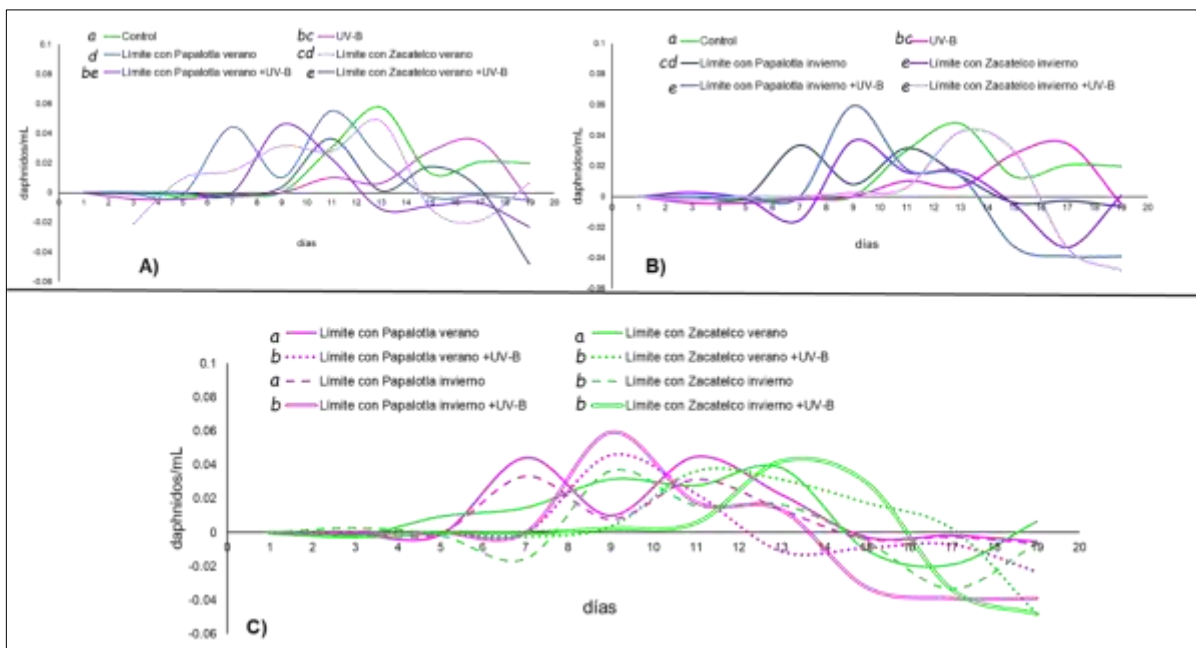 a Control bc UV-B
d Límite con Papalotla verano cd Límite con Zacatelco verano
be Límite con Papalotla verano +UV-B e Límite con Zacatelco verano +UV-B
0.1
0.08
0.06
0.04
0.02
0
-0.02
-0.04
-0.06
daphnidos/mL
0 1 2 3 4 5 6 7 8 9 10 11 12 13 14 15 16 17 18 19 20
días
A)
a Control bc UV-B
cd Límite con Papalotla invierno e Límite con Zacatelco invierno
e Límite con Papalotla invierno +UV-B e Límite con Zacatelco invierno +UV-B
0.1
0.08
0.06
0.04
0.02
0
-0.02
-0.04
-0.06
daphnidos/mL
0 1 2 3 4 5 6 7 8 9 10 11 12 13 14 15 16 17 18 19 20
días
B)
a Límite con Papalotla verano a Límite con Zacatelco verano
b Límite con Papalotla verano +UV-B b Límite con Zacatelco verano +UV-B
a Límite con Papalotla invierno b Límite con Zacatelco invierno
b Límite con Papalotla invierno +UV-B b Límite con Zacatelco invierno +UV-B
0.1
0.08
0.06
0.04
0.02
0
-0.02
-0.04
-0.06
daphnidos/mL
0 1 2 3 4 5 6 7 8 9 10 11 12 13 14 15 16 17 18 19 20
días
C)